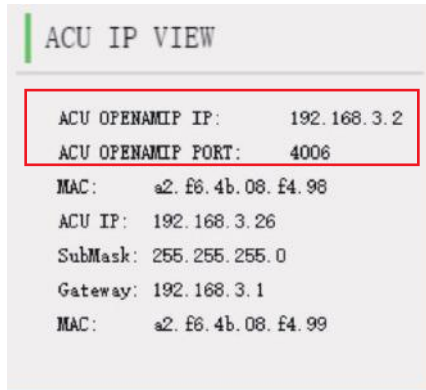 ACU IP VIEW
ACU OPENAMIP IP: 192.168.3.2
ACU OPENAMIP PORT: 4006
MAC: a2.f6.4b.08.f4.98
ACU IP: 192.168.3.26
SubMask: 255.255.255.0
Gateway: 192.168.3.1
MAC: a2.f6.4b.08.f4.99